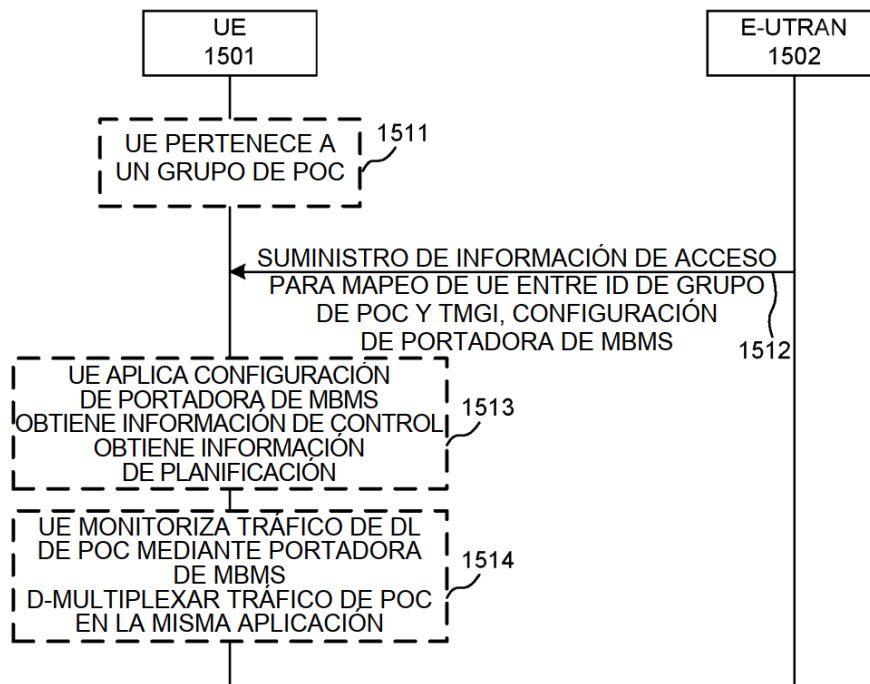 UE
1501
E-UTRAN
1502
UE PERTENECE A
UN GRUPO DE POC
1511
SUMINISTRO DE INFORMACIÓN DE ACCESO
PARA MAPEO DE UE ENTRE ID DE GRUPO
DE POC Y TMGI, CONFIGURACIÓN
DE PORTADORA DE MBMS
1512
UE APLICA CONFIGURACIÓN
DE PORTADORA DE MBMS
OBTIENE INFORMACIÓN DE CONTROL
OBTIENE INFORMACIÓN
DE PLANIFICACIÓN
1513
UE MONITORIZA TRÁFICO DE DL
DE POC MEDIANTE PORTADORA
DE MBMS
D-MULTIPLEXAR TRÁFICO DE POC
EN LA MISMA APLICACIÓN
1514